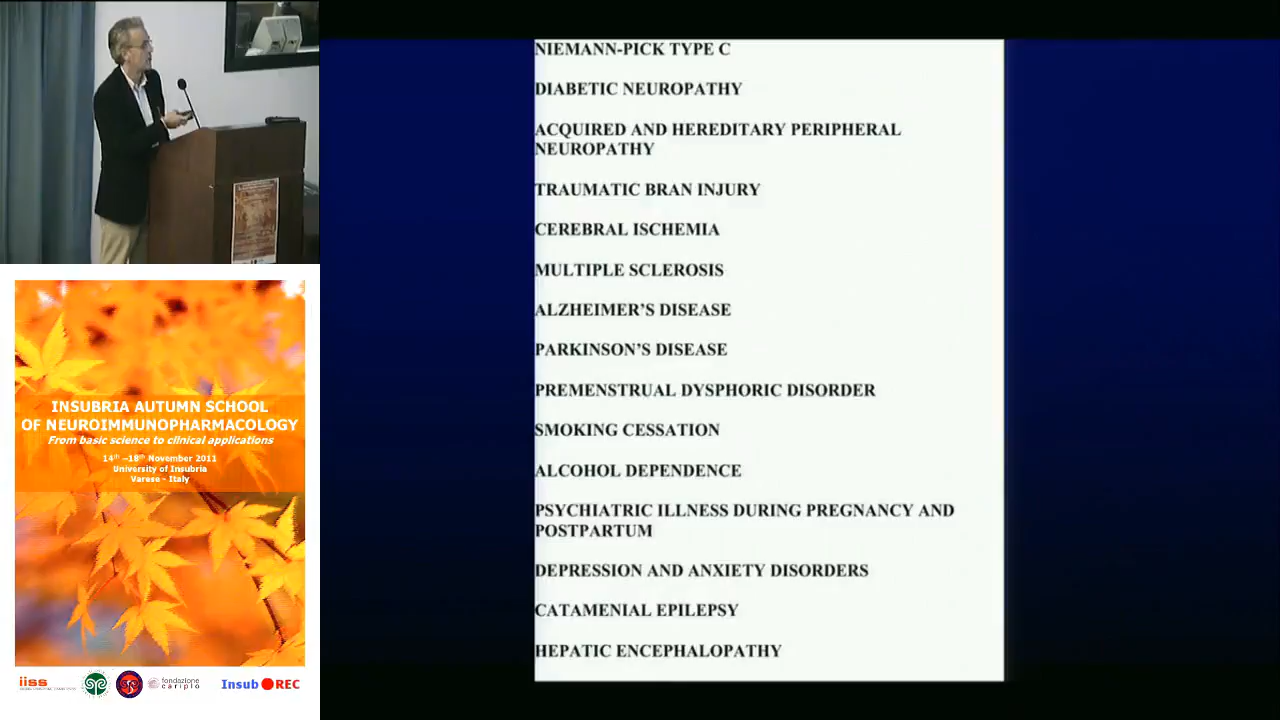 NIEMANN-PICK TYPE C
DIABETIC NEUROPATHY
ACQUIRED AND HEREDITARY PERIPHERAL
NEUROPATHY
TRAUMATIC BRAN INJURY
CEREBRAL ISCHEMIA
MULTIPLE SCLEROSIS
ALZHEIMER’S DISEASE
PARKINSON’S DISEASE
PREMENSTRUAL DYSPHORIC DISORDER
SMOKING CESSATION
ALCOHOL DEPENDENCE
PSYCHIATRIC ILLNESS DURING PREGNANCY AND
POSTPARTUM
DEPRESSION AND ANXIETY DISORDERS
CATAMENIAL EPILEPSY
HEPATIC ENCEPHALOPATHY
INSUBRIA AUTUMN SCHOOL
OF NEUROIMMUNOPHARMACOLOGY
From basic science to clinical applications
14th –18th November 2011
University of Insubria
Varese - Italy
iiss
fondazione
cariplo
Insub REC